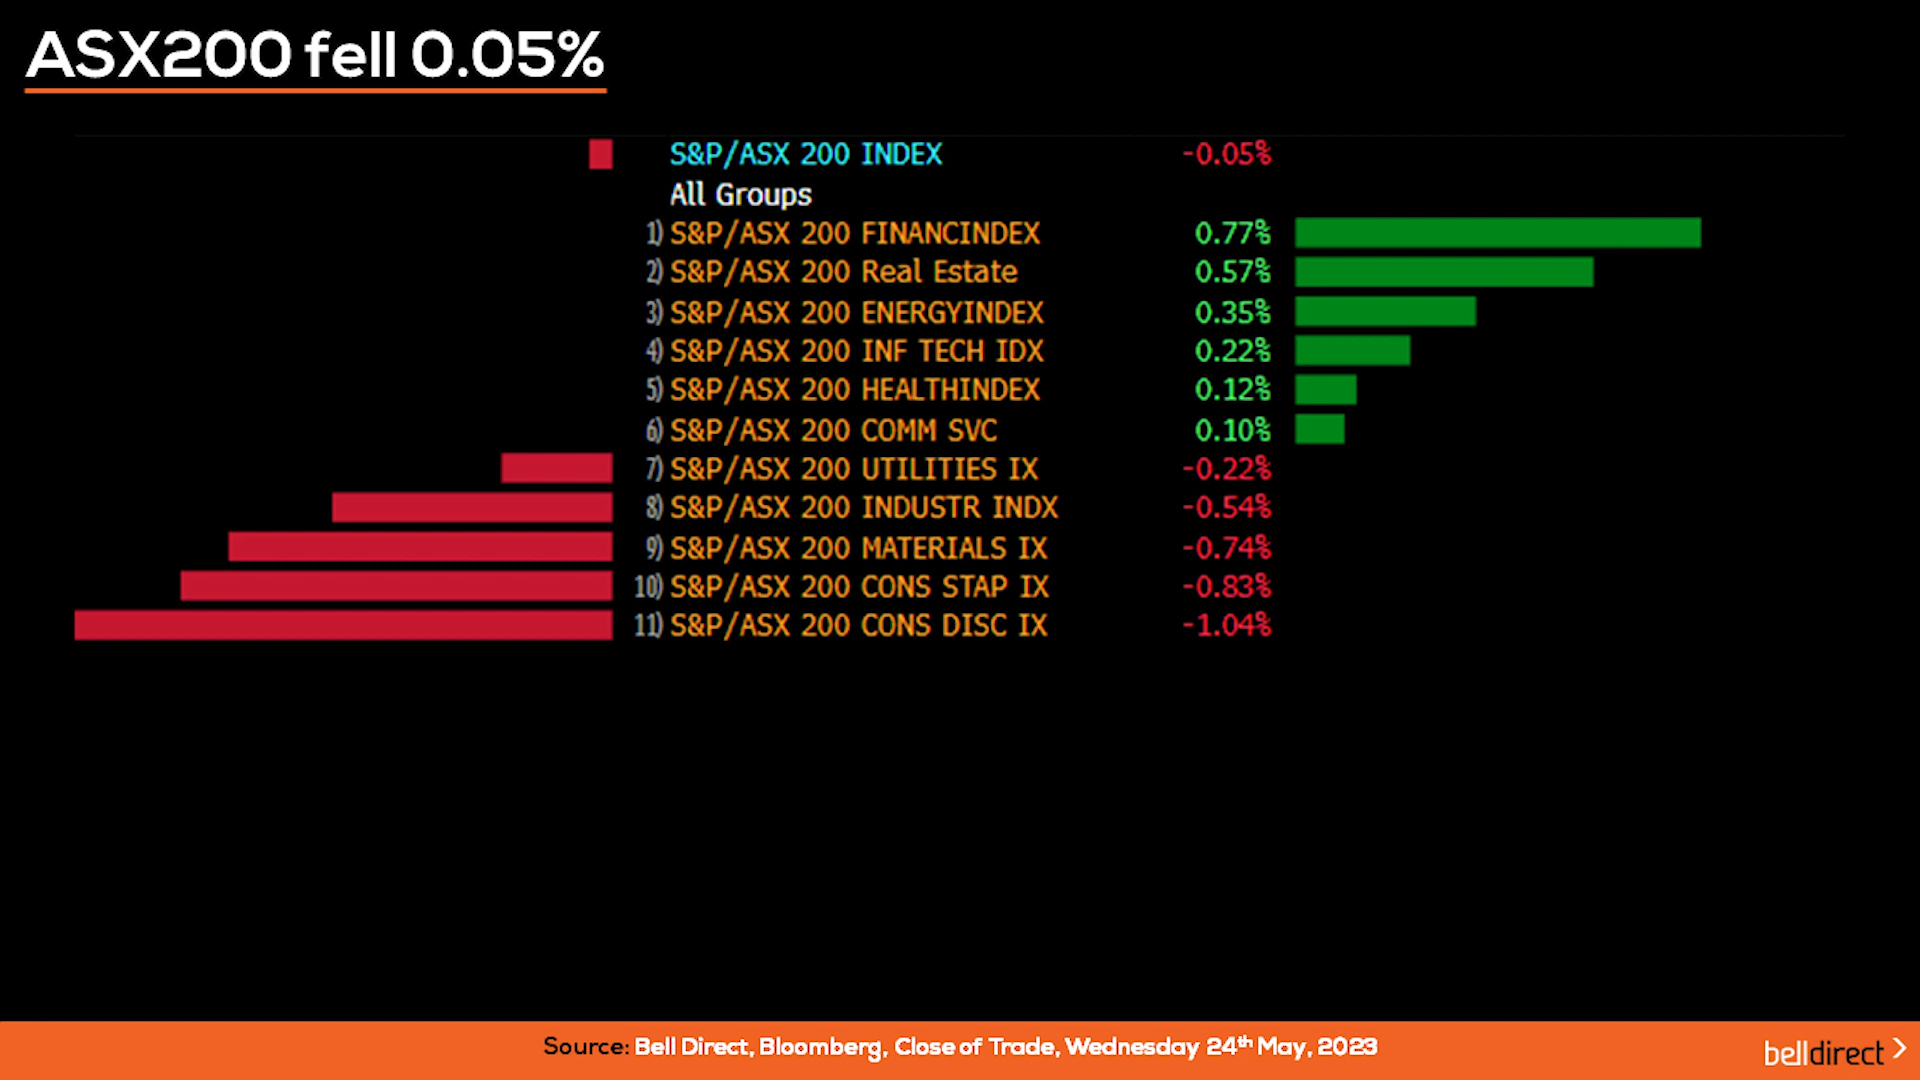 ASX200 fell 0.05%
S&P/ASX 200 INDEX -0.05%
All Groups
1) S&P/ASX 200 FINANCINDEX 0.77%
2) S&P/ASX 200 Real Estate 0.57%
3) S&P/ASX 200 ENERGYINDEX 0.35%
4) S&P/ASX 200 INF TECH IDX 0.22%
5) S&P/ASX 200 HEALTHINDEX 0.12%
6) S&P/ASX 200 COMM SVC 0.10%
7) S&P/ASX 200 UTILITIES IX -0.22%
8) S&P/ASX 200 INDUSTR INDX -0.54%
9) S&P/ASX 200 MATERIALS IX -0.74%
10) S&P/ASX 200 CONS STAP IX -0.83%
11) S&P/ASX 200 CONS DISC IX -1.04%
Source: Bell Direct, Bloomberg, Close of Trade, Wednesday 24th May, 2023
belldirect